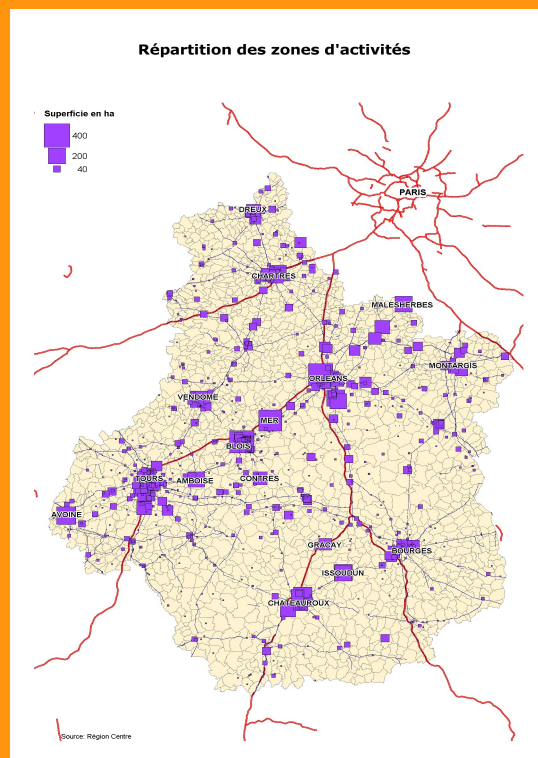 Répartition des zones d'activités
Superficie en ha
400
200
40
PARIS
DREUX
CHARTRES
MALESHERBES
MONTARGIS
ORLEANS
VENDOME
MER
BLOIS
TOURS
AMBOISE
CONTRES
AVOINE
GRACAY
BOURGES
ISSOUDUN
CHATEAUROUX
Source: Région Centre